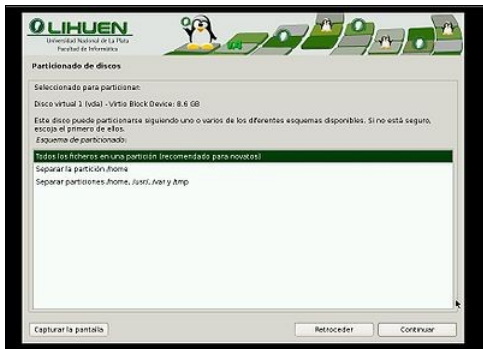 LIHUEN
Universidad Nacional de La Plata
Facultad de Informática
Particionado de discos
Seleccionado para particionar:
Disco virtual 1 (vda) - Virtio Block Device: 8.6 GB
Este disco puede particionarse siguiendo uno o varios de los diferentes esquemas disponibles. Si no está seguro,
escoja el primero de ellos.
Esquema de particionado:
Todos los ficheros en una partición (recomendado para novatos)
Separar la partición /home
Separar particiones /home, /usr/, /var y /tmp
Capturar la pantalla
Retroceder
Continuar